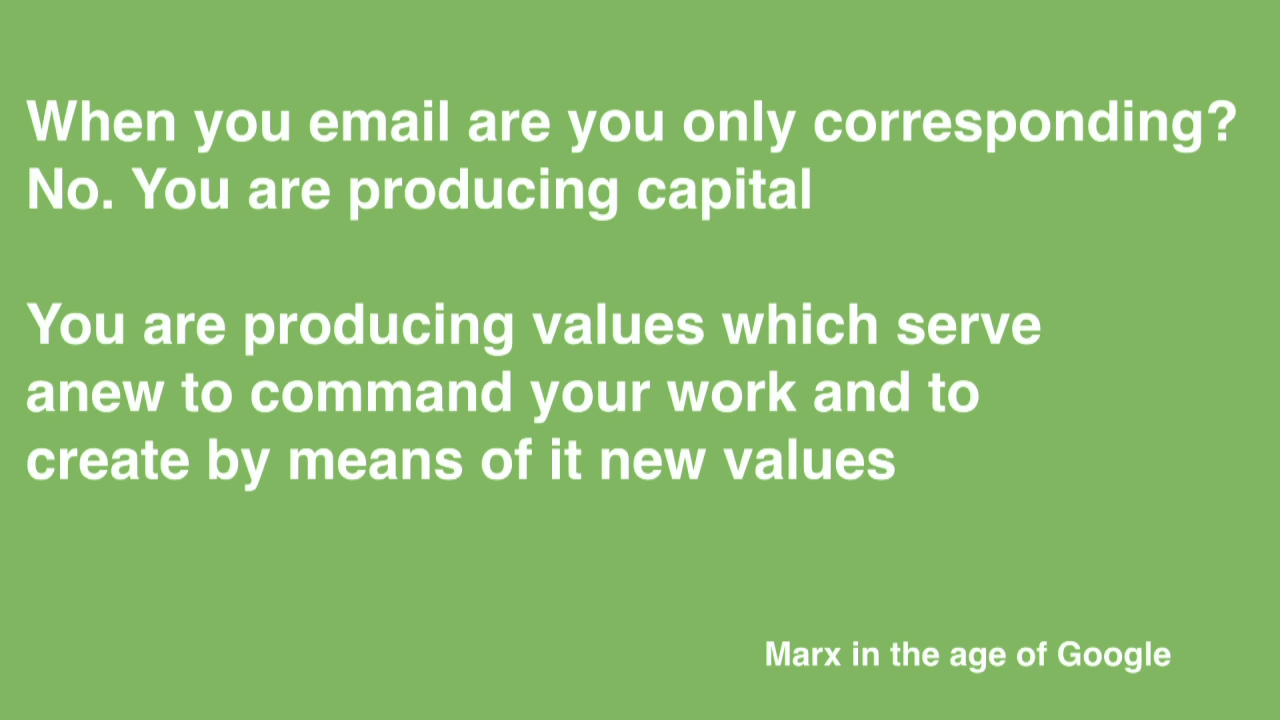 When you email are you only corresponding?
No. You are producing capital
You are producing values which serve
anew to command your work and to
create by means of it new values
Marx in the age of Google